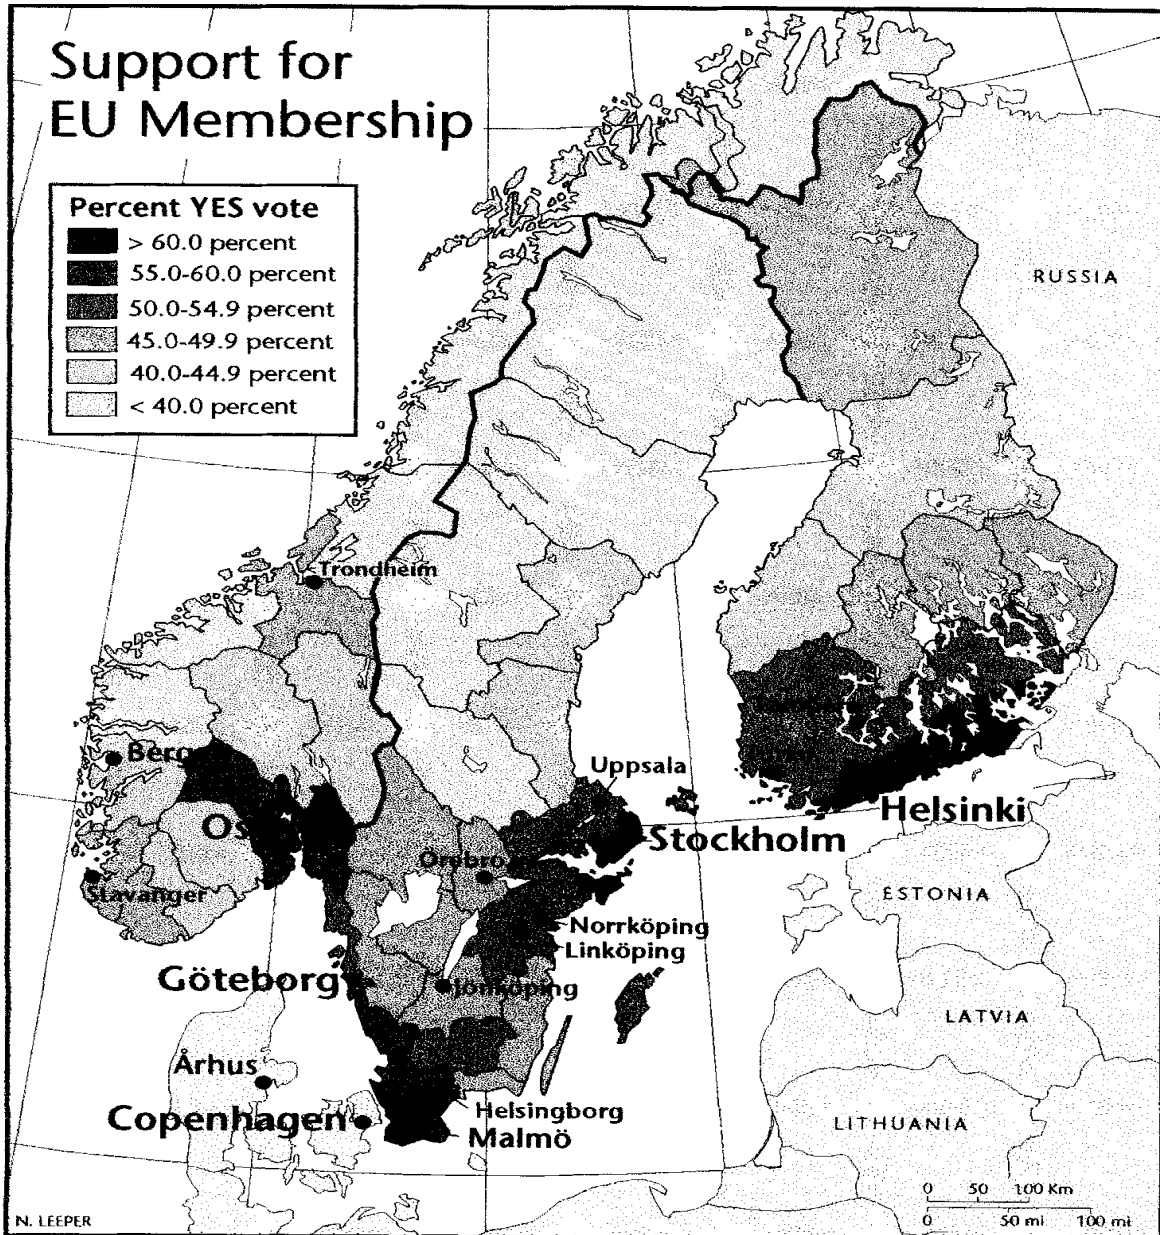 Support for
EU Membership
Percent YES vote
> 60.0 percent
55.0-60.0 percent
50.0-54.9 percent
45.0-49.9 percent
40.0-44.9 percent
< 40.0 percent
RUSSIA
Trondheim
Berg
Uppsala
Os
Helsinki
Stockholm
Örebro
Stavanger
ESTONIA
Norrköping
Linköping
Göteborg
Jönköping
LATVIA
Århus
Copenhagen
Helsingborg
Malmö
LITHUANIA
0 50 100 Km
0 50 mi 100 mi
N. LEEPER